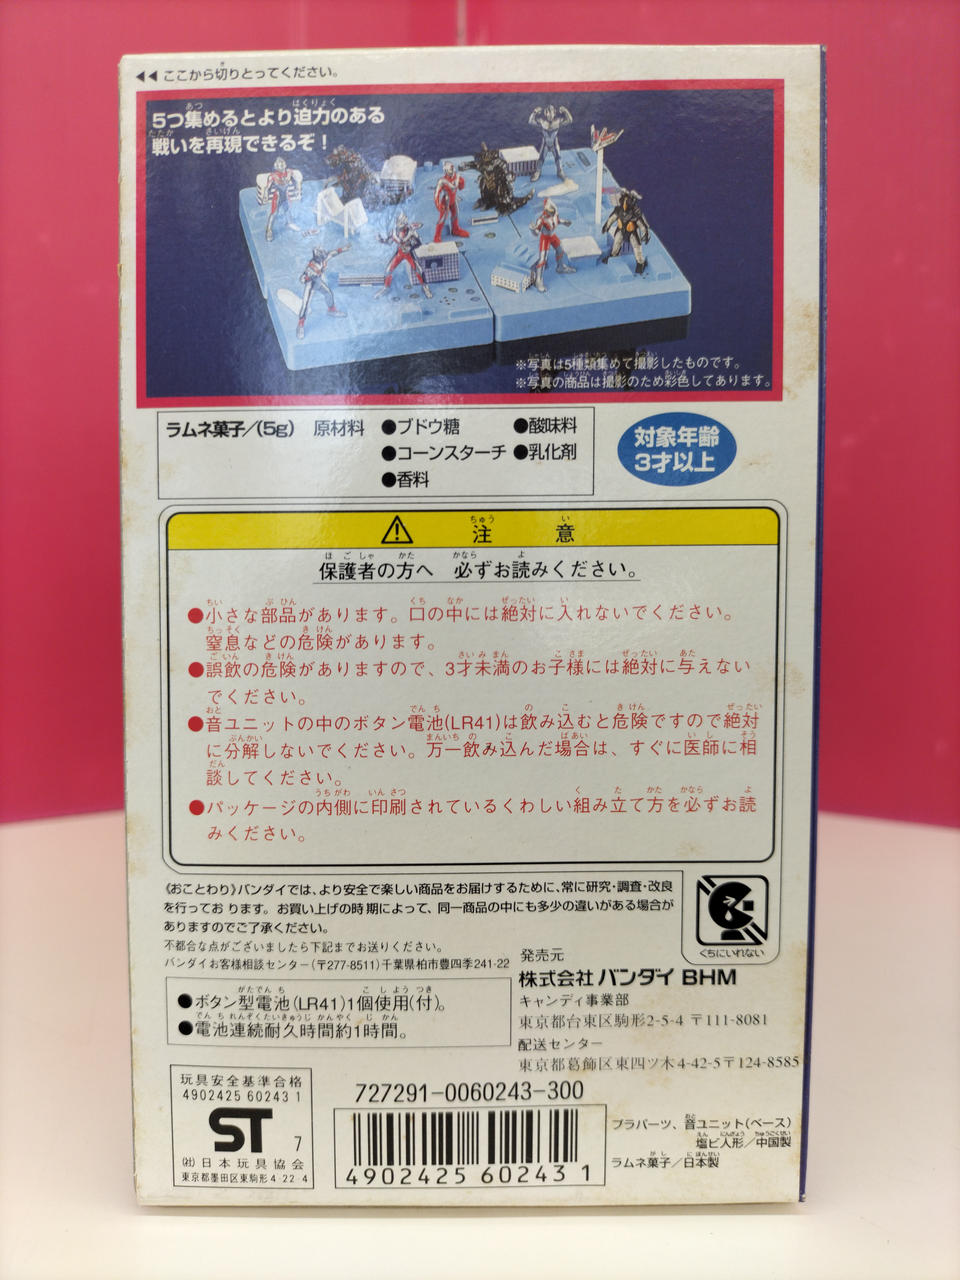 ◀◀ ここから切りとってください。
5つ集めるとより迫力のある
戦いを再現できるぞ！
※写真は5種類集めて撮影したものです。
※写真の商品は撮影のため彩色してあります。
ラムネ菓子／(5g) 原材料 ●ブドウ糖 ●酸味料
●コーンスターチ ●乳化剤
●香料
対象年齢
3才以上
注意
保護者の方へ 必ずお読みください。
●小さな部品があります。口の中には絶対に入れないでください。
窒息などの危険があります。
●誤飲の危険がありますので、3才未満のお子様には絶対に与えない
でください。
●音ユニットの中のボタン電池(LR41)は飲み込むと危険ですので絶対
に分解しないでください。万一飲み込んだ場合は、すぐに医師に相
談してください。
●パッケージの内側に印刷されているくわしい組み立て方を必ずお読
みください。
《おことわり》バンダイでは、より安全で楽しい商品をお届けするために、常に研究・調査・改良
を行っております。お買い上げの時期によって、同一商品の中にも多少の違いがある場合が
ありますのでご了承ください。
不都合な点がございましたら下記までお送りください。
バンダイお客様相談センター(〒277-8511)千葉県柏市豊四季241-22
くちにいれない
●ボタン型電池(LR41)1個使用(付)。
●電池連続耐久時間約1時間。
発売元
株式会社 バンダイ BHM
キャンディ事業部
東京都台東区駒形2-5-4 〒111-8081
配送センター
東京都葛飾区東四ツ木4-42-5〒124-8585
玩具安全基準合格
4902425 60243 1
ST 7
(社)日本玩具協会
東京都墨田区東駒形4-22-4
727291-0060243-300
4902425 602431
プラパーツ、音ユニット(ベース)
塩ビ人形／中国製
ラムネ菓子／日本製